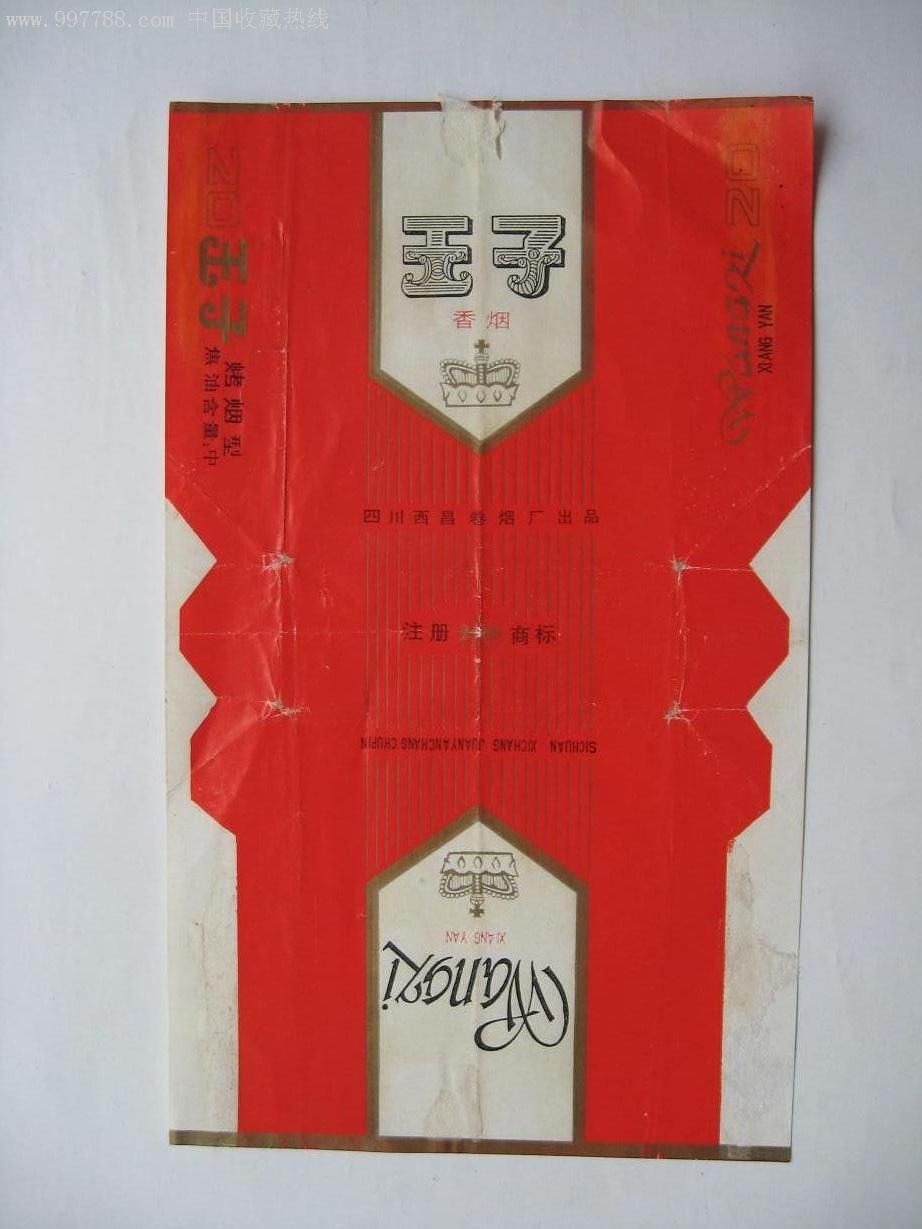 www.997788.com 中国收藏热线
王子
香烟
20
王子
烤烟型
焦油含量:中
20
Wangzi
XIANG YAN
四川西昌卷烟厂出品
注册 商标
SICHUAN XICHANG JUANYANCHANG CHUPIN
XIANG YAN
Wangzi